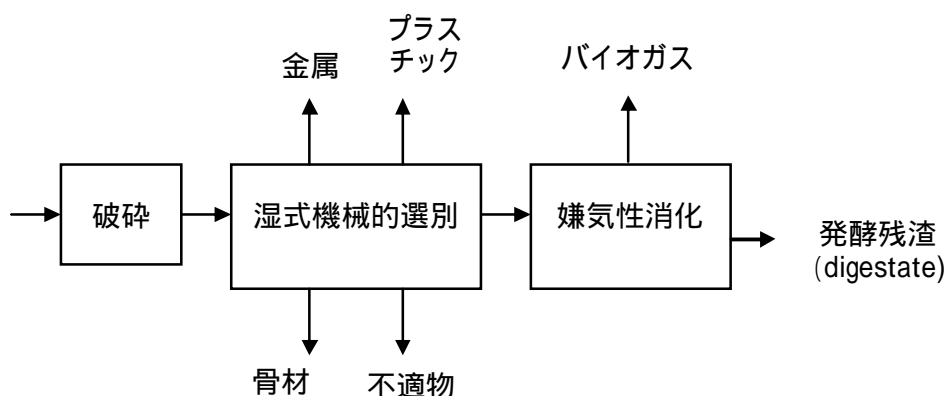 プラス
チック
金属
バイオガス
破砕
湿式機械的選別
嫌気性消化
発酵残渣
(digestate)
骨材
不適物